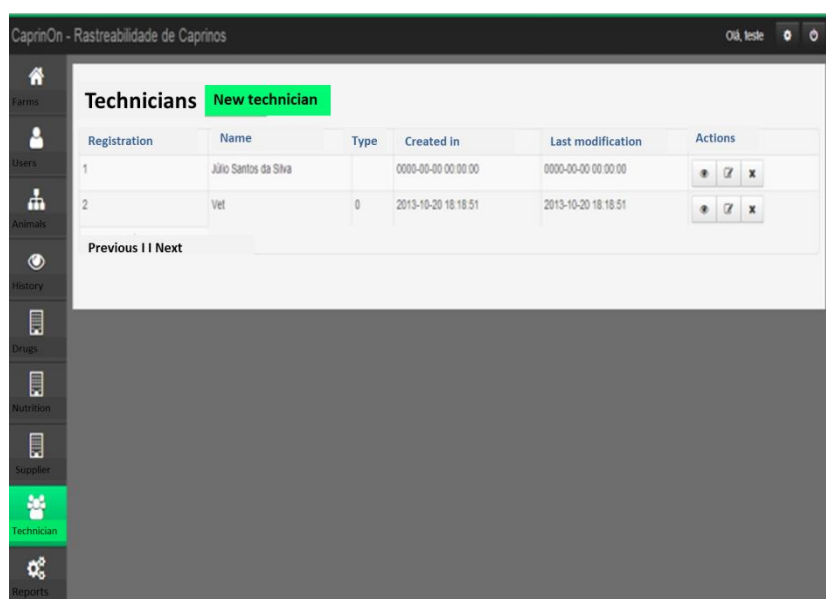 CaprinOn - Rastreabilidade de Caprinos
Olá, teste
Farms
Users
Animals
History
Drugs
Nutrition
Supplier
Technician
Reports
Technicians New technician
Registration Name Type Created in Last modification Actions
1 Júlio Santos da Silva 0000-00-00 00:00:00 0000-00-00 00:00:00 x
2 Vet 0 2013-10-20 18:18:51 2013-10-20 18:18:51 x
Previous I I Next